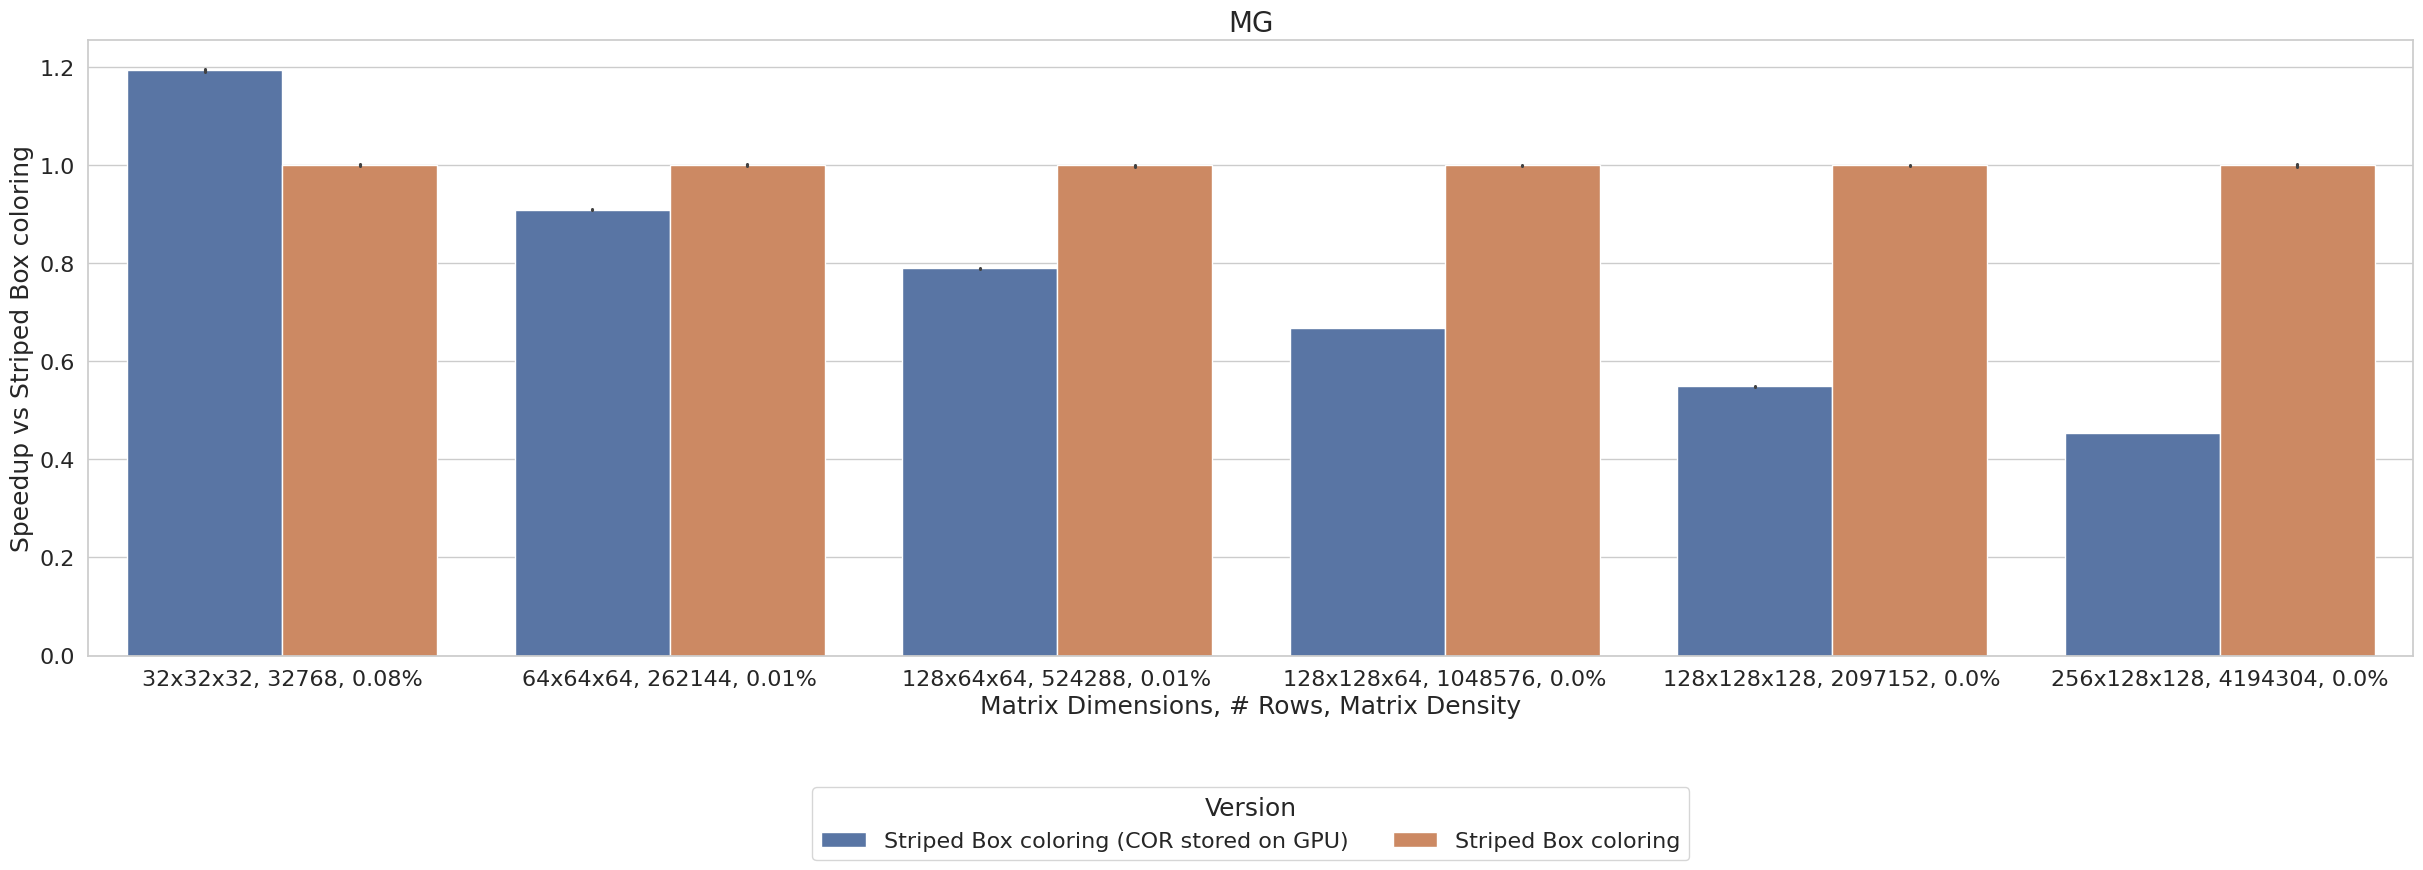 MG
Speedup vs Striped Box coloring
1.2
1.0
0.8
0.6
0.4
0.2
0.0
32x32x32, 32768, 0.08%
64x64x64, 262144, 0.01%
128x64x64, 524288, 0.01%
128x128x64, 1048576, 0.0%
128x128x128, 2097152, 0.0%
256x128x128, 4194304, 0.0%
Matrix Dimensions, # Rows, Matrix Density
Version
Striped Box coloring (COR stored on GPU)
Striped Box coloring